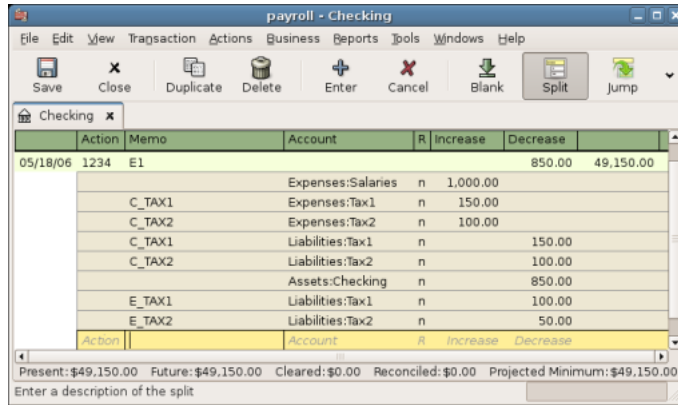 payroll - Checking
File Edit View Transaction Actions Business Reports Tools Windows Help
Save Close Duplicate Delete Enter Cancel Blank Split Jump
Checking
Action Memo Account R Increase Decrease
05/18/06 1234 E1 850.00 49,150.00
Expenses:Salaries n 1,000.00
C_TAX1 Expenses:Tax1 n 150.00
C_TAX2 Expenses:Tax2 n 100.00
C_TAX1 Liabilities:Tax1 n 150.00
C_TAX2 Liabilities:Tax2 n 100.00
Assets:Checking n 850.00
E_TAX1 Liabilities:Tax1 n 100.00
E_TAX2 Liabilities:Tax2 n 50.00
Action Account R Increase Decrease
Present:$49,150.00 Future:$49,150.00 Cleared:$0.00 Reconciled:$0.00 Projected Minimum:$49,150.00
Enter a description of the split